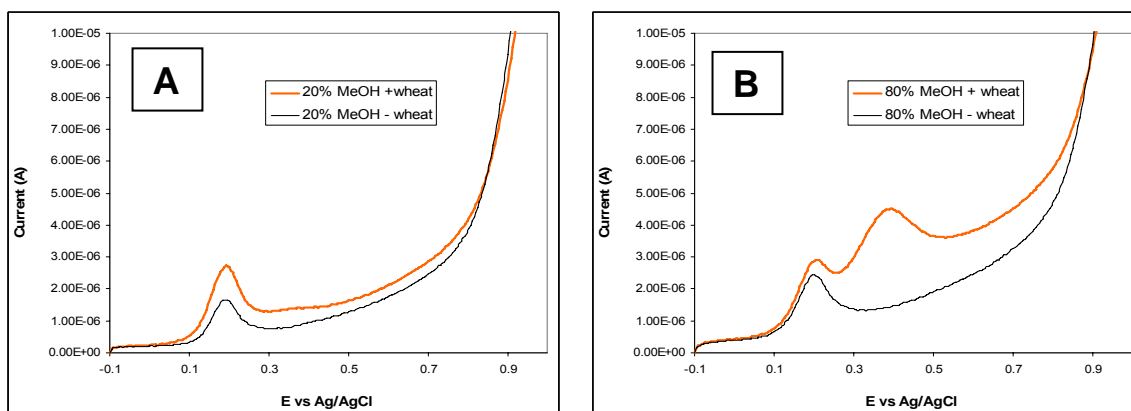 A
20% MeOH +wheat
20% MeOH - wheat
1.00E-05
9.00E-06
8.00E-06
7.00E-06
6.00E-06
5.00E-06
4.00E-06
3.00E-06
2.00E-06
1.00E-06
0.00E+00
Current (A)
-0.1 0.1 0.3 0.5 0.7 0.9
E vs Ag/AgCl
B
80% MeOH + wheat
80% MeOH - wheat
1.00E-05
9.00E-06
8.00E-06
7.00E-06
6.00E-06
5.00E-06
4.00E-06
3.00E-06
2.00E-06
1.00E-06
0.00E+00
Current (A)
-0.1 0.1 0.3 0.5 0.7 0.9
E vs Ag/AgCl